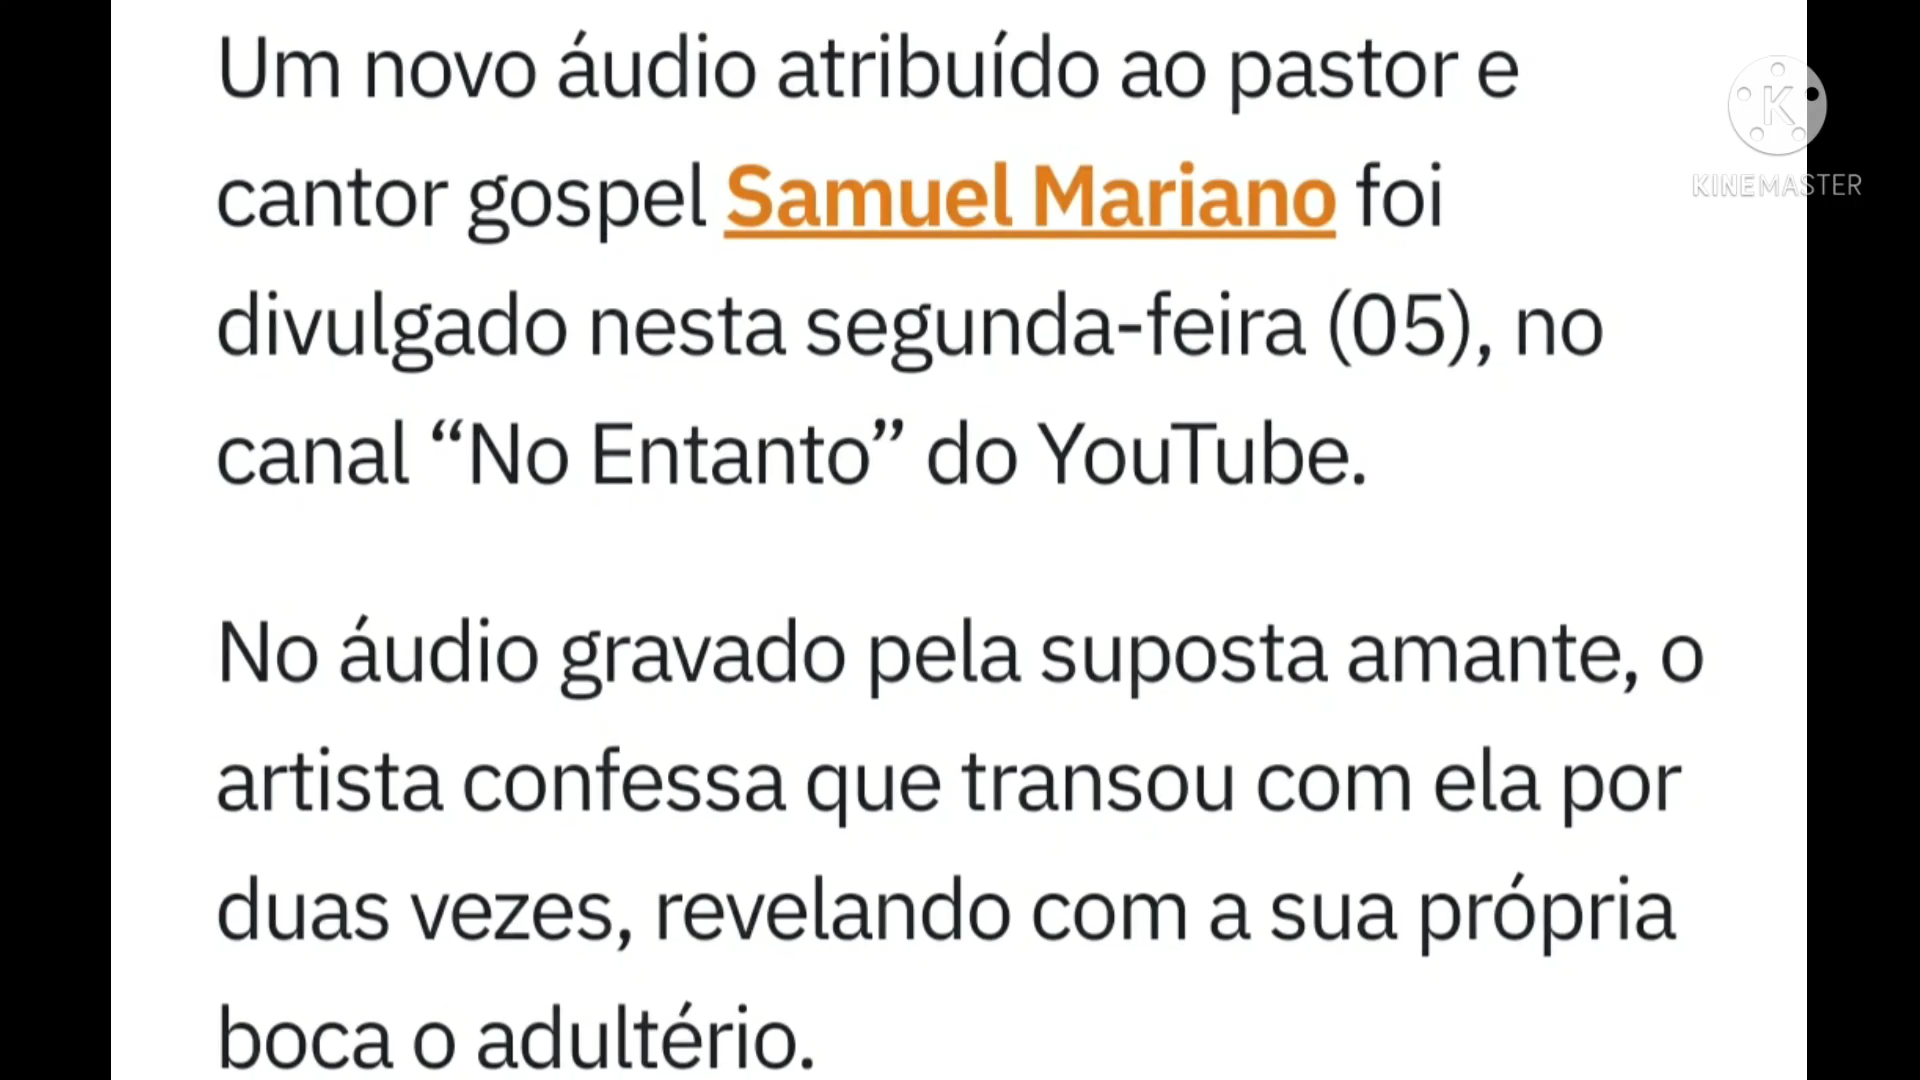 Um novo áudio atribuído ao pastor e
cantor gospel Samuel Mariano foi
divulgado nesta segunda-feira (05), no
canal “No Entanto” do YouTube.
No áudio gravado pela suposta amante, o
artista confessa que transou com ela por
duas vezes, revelando com a sua própria
boca o adultério.
K
KINEMASTER